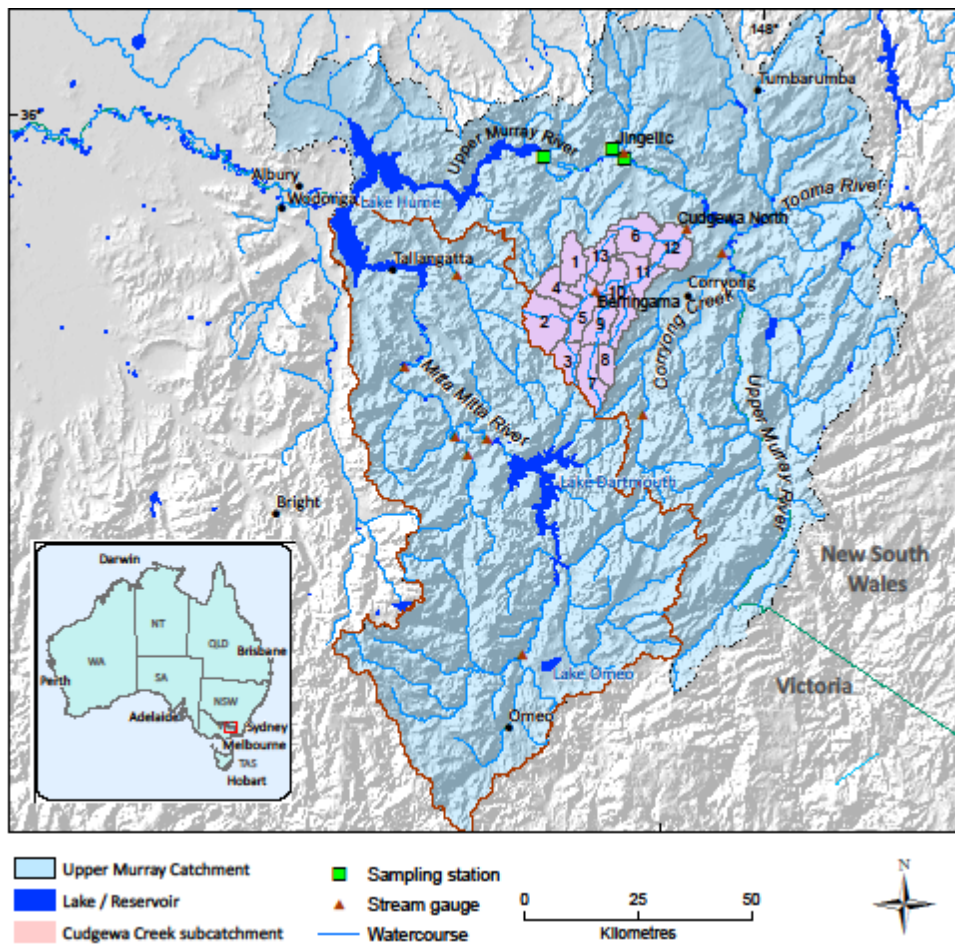 148°
Tumbarumba
36°
Upper Murray River
Jingellic
Albury
Wodonga
Lake Hume
Tooma River
Cudgewa North
Tallangatta
6
12
13
1
11
4
10
Corryong
Berringama
2
5
9
Corryong Creek
3
8
7
Mitta Mitta River
Upper Murray River
Lake Dartmouth
Bright
New South
Wales
Darwin
NT
QLD
WA
Brisbane
SA
Perth
NSW
Adelaide
Sydney
Melbourne
TAS
Hobart
Lake Omeo
Victoria
Omeo
Upper Murray Catchment
Lake / Reservoir
Cudgewa Creek subcatchment
Sampling station
Stream gauge
Watercourse
0 25 50
Kilometres
N